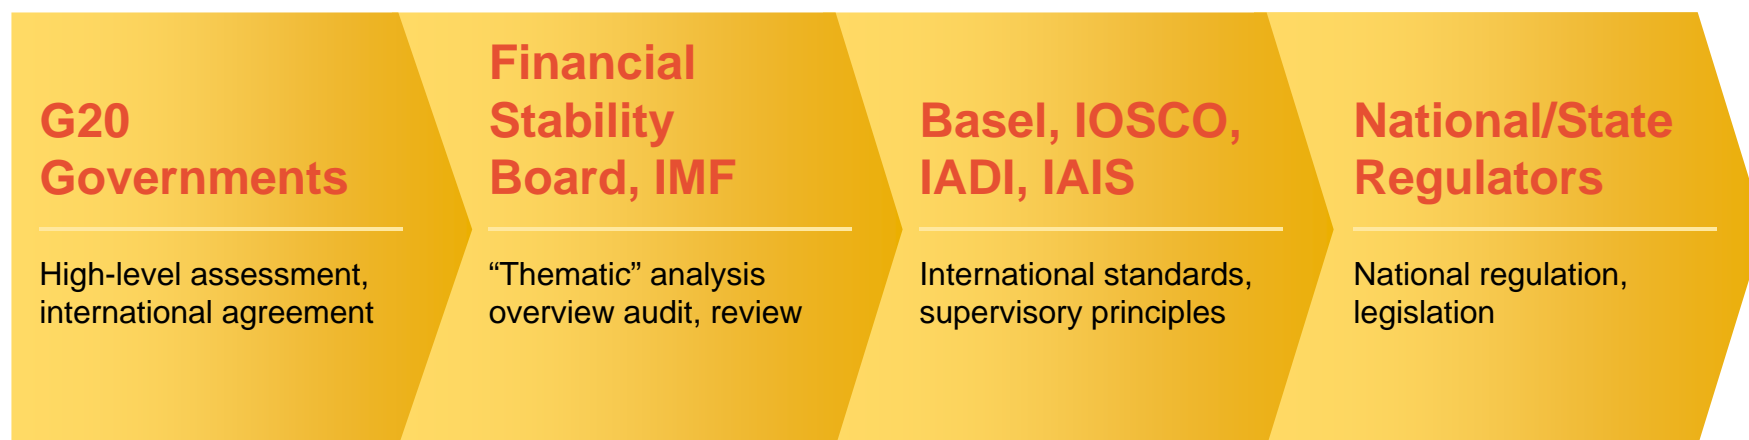 G20
Governments
High-level assessment,
international agreement
Financial
Stability
Board, IMF
“Thematic” analysis
overview audit, review
Basel, IOSCO,
IADI, IAIS
International standards,
supervisory principles
National/State
Regulators
National regulation,
legislation